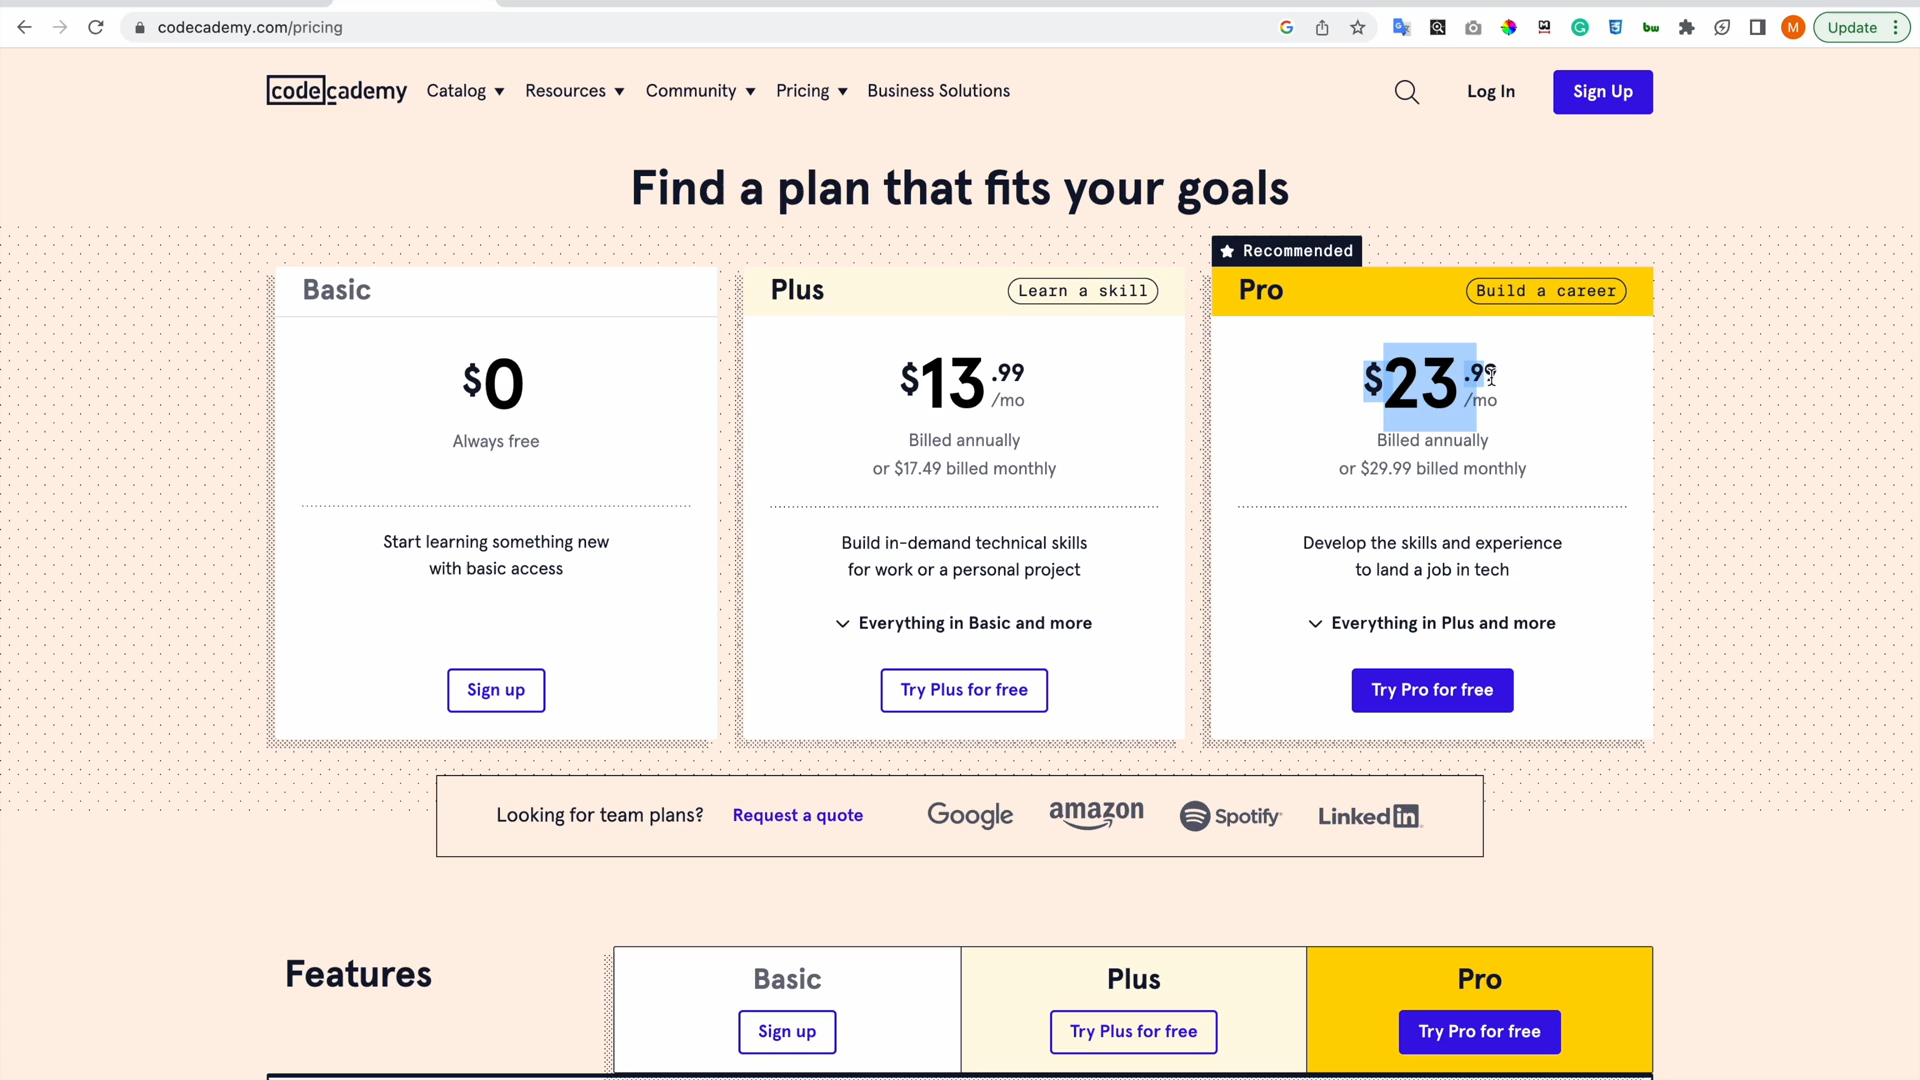 codecademy.com/pricing
Update
M
bw
codecademy
Catalog
Resources
Community
Pricing
Business Solutions
Log In
Sign Up
Find a plan that fits your goals
Recommended
Basic
$0
Always free
Start learning something new
with basic access
Sign up
Plus
Learn a skill
$13.99
/mo
Billed annually
or $17.49 billed monthly
Build in-demand technical skills
for work or a personal project
Everything in Basic and more
Try Plus for free
Pro
Build a career
$23.99
/mo
Billed annually
or $29.99 billed monthly
Develop the skills and experience
to land a job in tech
Everything in Plus and more
Try Pro for free
Looking for team plans?
Request a quote
Google
amazon
Spotify
LinkedIn
Features
Basic
Sign up
Plus
Try Plus for free
Pro
Try Pro for free